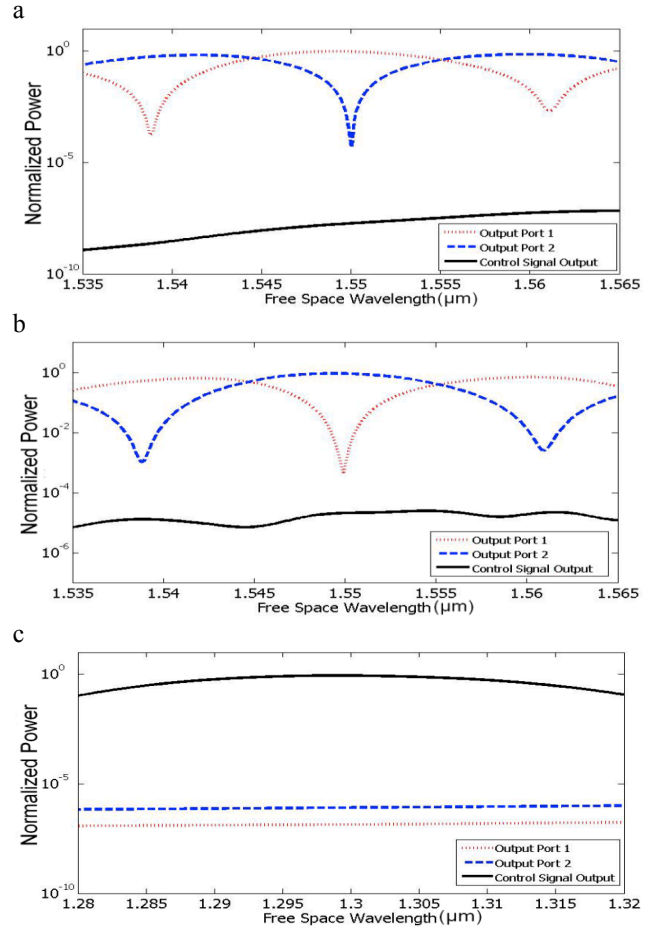 a
Normalized Power
10^0
10^-5
10^-10
1.535 1.54 1.545 1.55 1.555 1.56 1.565
Free Space Wavelength(µm)
Output Port 1
Output Port 2
Control Signal Output
b
Normalized Power
10^0
10^-2
10^-4
10^-6
1.535 1.54 1.545 1.55 1.555 1.56 1.565
Free Space Wavelength(µm)
Output Port 1
Output Port 2
Control Signal Output
c
Normalized Power
10^0
10^-5
10^-10
1.28 1.285 1.29 1.295 1.3 1.305 1.31 1.315 1.32
Free Space Wavelength(µm)
Output Port 1
Output Port 2
Control Signal Output